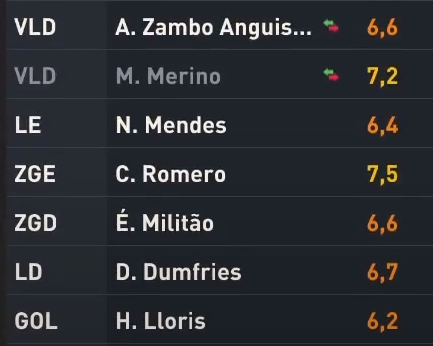 VLD A. Zambo Anguis... 6,6
VLD M. Merino 7,2
LE N. Mendes 6,4
ZGE C. Romero 7,5
ZGD É. Militão 6,6
LD D. Dumfries 6,7
GOL H. Lloris 6,2